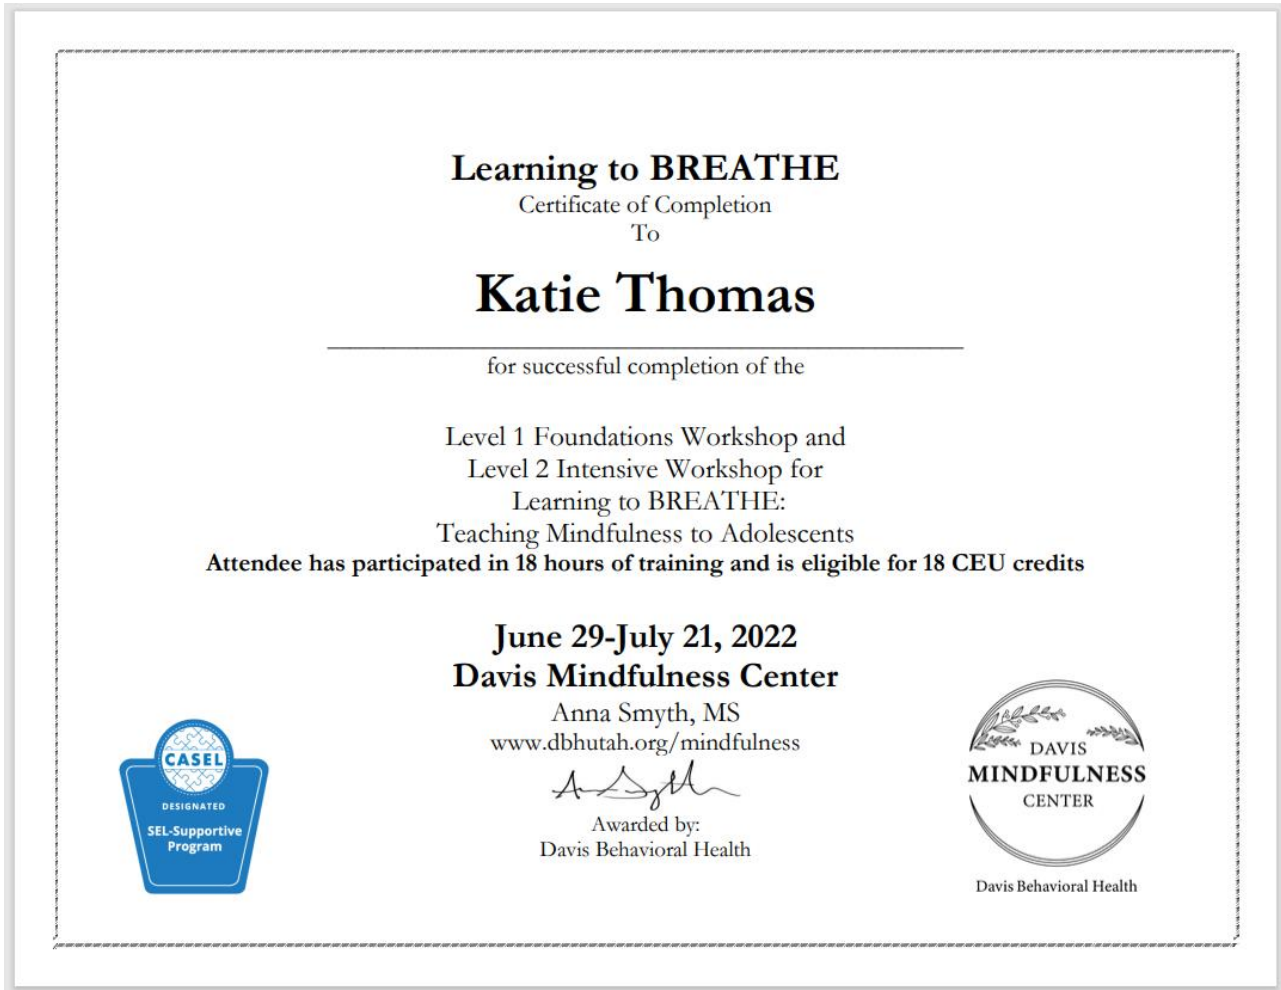 Learning to BREATHE
Certificate of Completion
To
Katie Thomas
for successful completion of the
Level 1 Foundations Workshop and
Level 2 Intensive Workshop for
Learning to BREATHE:
Teaching Mindfulness to Adolescents
Attendee has participated in 18 hours of training and is eligible for 18 CEU credits
June 29-July 21, 2022
Davis Mindfulness Center
Anna Smyth, MS
www.dbhutah.org/mindfulness
Awarded by:
Davis Behavioral Health
CASEL
DESIGNATED
SEL-Supportive
Program
DAVIS
MINDFULNESS
CENTER
Davis Behavioral Health